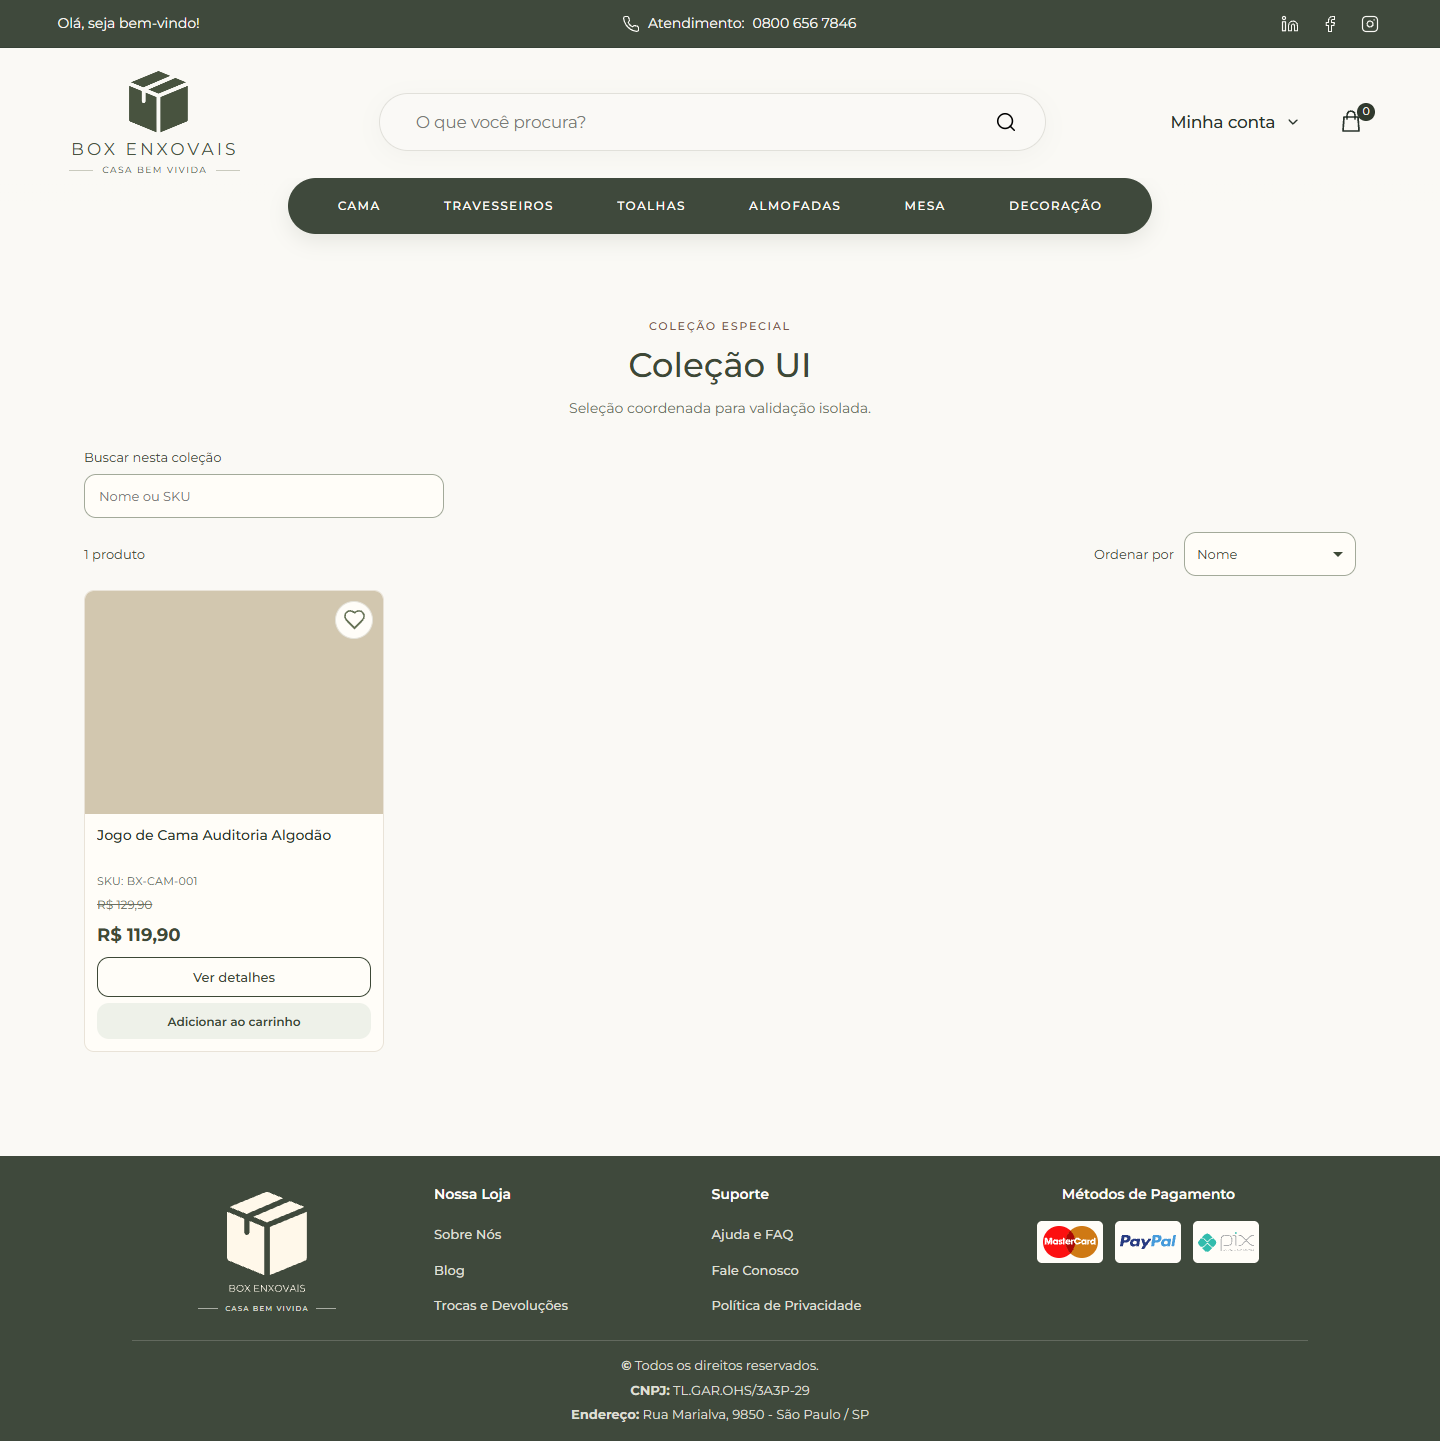 Olá, seja bem-vindo!
Atendimento: 0800 656 7846
BOX ENXOVAIS
CASA BEM VIVIDA
O que você procura?
Minha conta
0
CAMA TRAVESSEIROS TOALHAS ALMOFADAS MESA DECORAÇÃO
COLEÇÃO ESPECIAL
Coleção UI
Seleção coordenada para validação isolada.
Buscar nesta coleção
Nome ou SKU
1 produto
Ordenar por Nome
Jogo de Cama Auditoria Algodão
SKU: BX-CAM-001
R$ 129,90
R$ 119,90
Ver detalhes
Adicionar ao carrinho
BOX ENXOVAIS
CASA BEM VIVIDA
Nossa Loja
Sobre Nós
Blog
Trocas e Devoluções
Suporte
Ajuda e FAQ
Fale Conosco
Política de Privacidade
Métodos de Pagamento
MasterCard PayPal pix
© Todos os direitos reservados.
CNPJ: TL.GAR.OHS/3A3P-29
Endereço: Rua Marialva, 9850 - São Paulo / SP